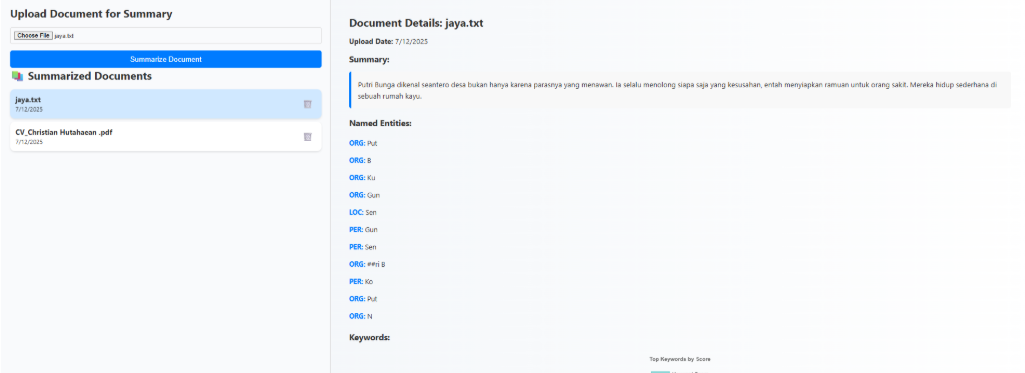 Upload Document for Summary
Choose File jaya.txt
Summarize Document
Summarized Documents
jaya.txt
7/12/2025
CV_Christian Hutahaean .pdf
7/12/2025
Document Details: jaya.txt
Upload Date: 7/12/2025
Summary:
Putri Bunga dikenal seantero desa bukan hanya karena parasnya yang menawan. Ia selalu menolong siapa saja yang kesusahan, entah menyiapkan ramuan untuk orang sakit. Mereka hidup sederhana di
sebuah rumah kayu.
Named Entities:
ORG: Put
ORG: B
ORG: Ku
ORG: Gun
LOC: Sen
PER: Gun
PER: Sen
ORG: ##ri B
PER: Ko
ORG: Put
ORG: N
Keywords:
Top Keywords by Score